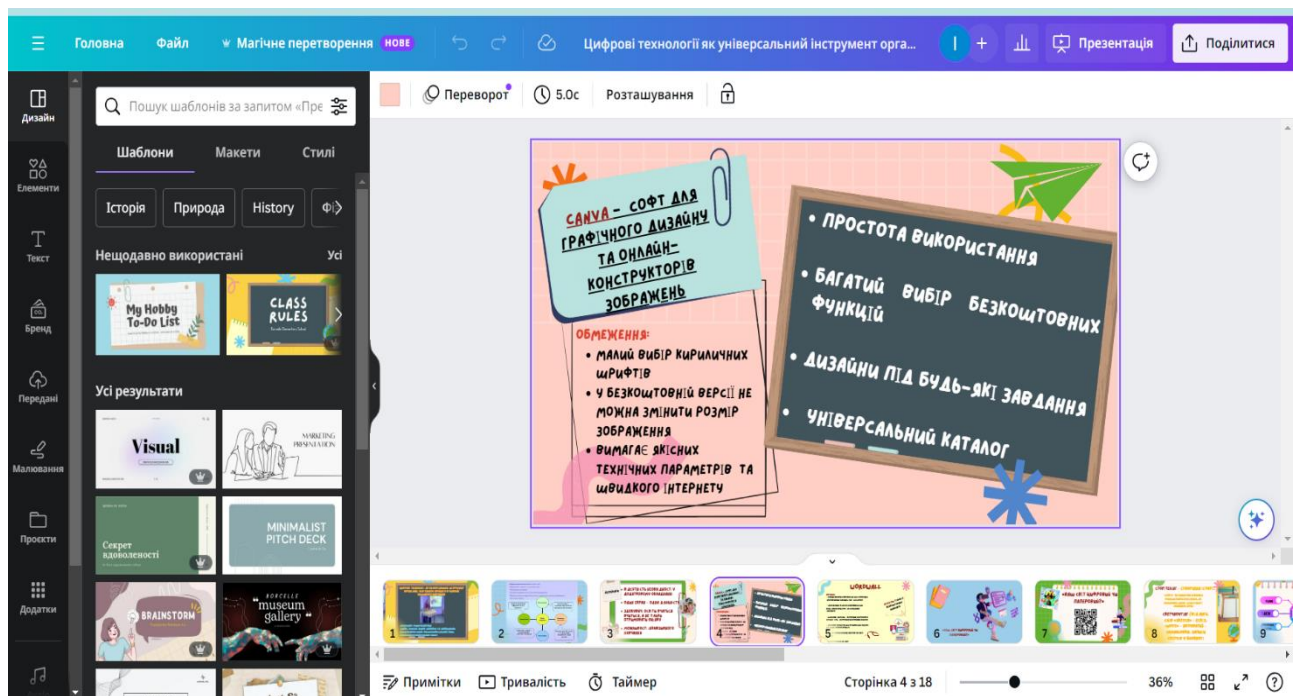 Головна Файл Магічне перетворення НОВЕ Цифрові технології як універсальний інструмент орга... I + Презентація Поділитися
Дизайн
Елементи
Текст
Бренд
Передані
Малювання
Проєкти
Додатки
Пошук шаблонів за запитом «Пре
Шаблони Макети Стилі
Історія Природа History Фі
Нещодавно використані Усі
My Hobby
To-Do List
CLASS
RULES
Усі результати
Visual
MARKETING
PRESENTATION
Секрет
вдоволеності
MINIMALIST
PITCH DECK
BRAINSTORM
BORCELLE
museum
gallery
Переворот 5.0с Розташування
CANVA – СОФТ ДЛЯ
ГРАФІЧНОГО ДИЗАЙНУ
ТА ОНЛАЙН–
КОНСТРУКТОРІВ
ЗОБРАЖЕНЬ
ОБМЕЖЕННЯ:
• МАЛИЙ ВИБІР КИРИЛИЧНИХ
ШРИФТІВ
• У БЕЗКОШТОВНІЙ ВЕРСІЇ НЕ
МОЖНА ЗМІНИТИ РОЗМІР
ЗОБРАЖЕННЯ
• ВИМАГАЄ ЯКІСНИХ
ТЕХНІЧНИХ ПАРАМЕТРІВ ТА
ШВИДКОГО ІНТЕРНЕТУ
• ПРОСТОТА ВИКОРИСТАННЯ
• БАГАТИЙ ВИБІР БЕЗКОШТОВНИХ
ФУНКЦІЙ
• ДИЗАЙНИ ПІД БУДЬ–ЯКІ ЗАВДАННЯ
• УНІВЕРСАЛЬНИЙ КАТАЛОГ
1 2 3 4 5 6 7 8 9
Примітки Тривалість Таймер Сторінка 4 з 18 36%